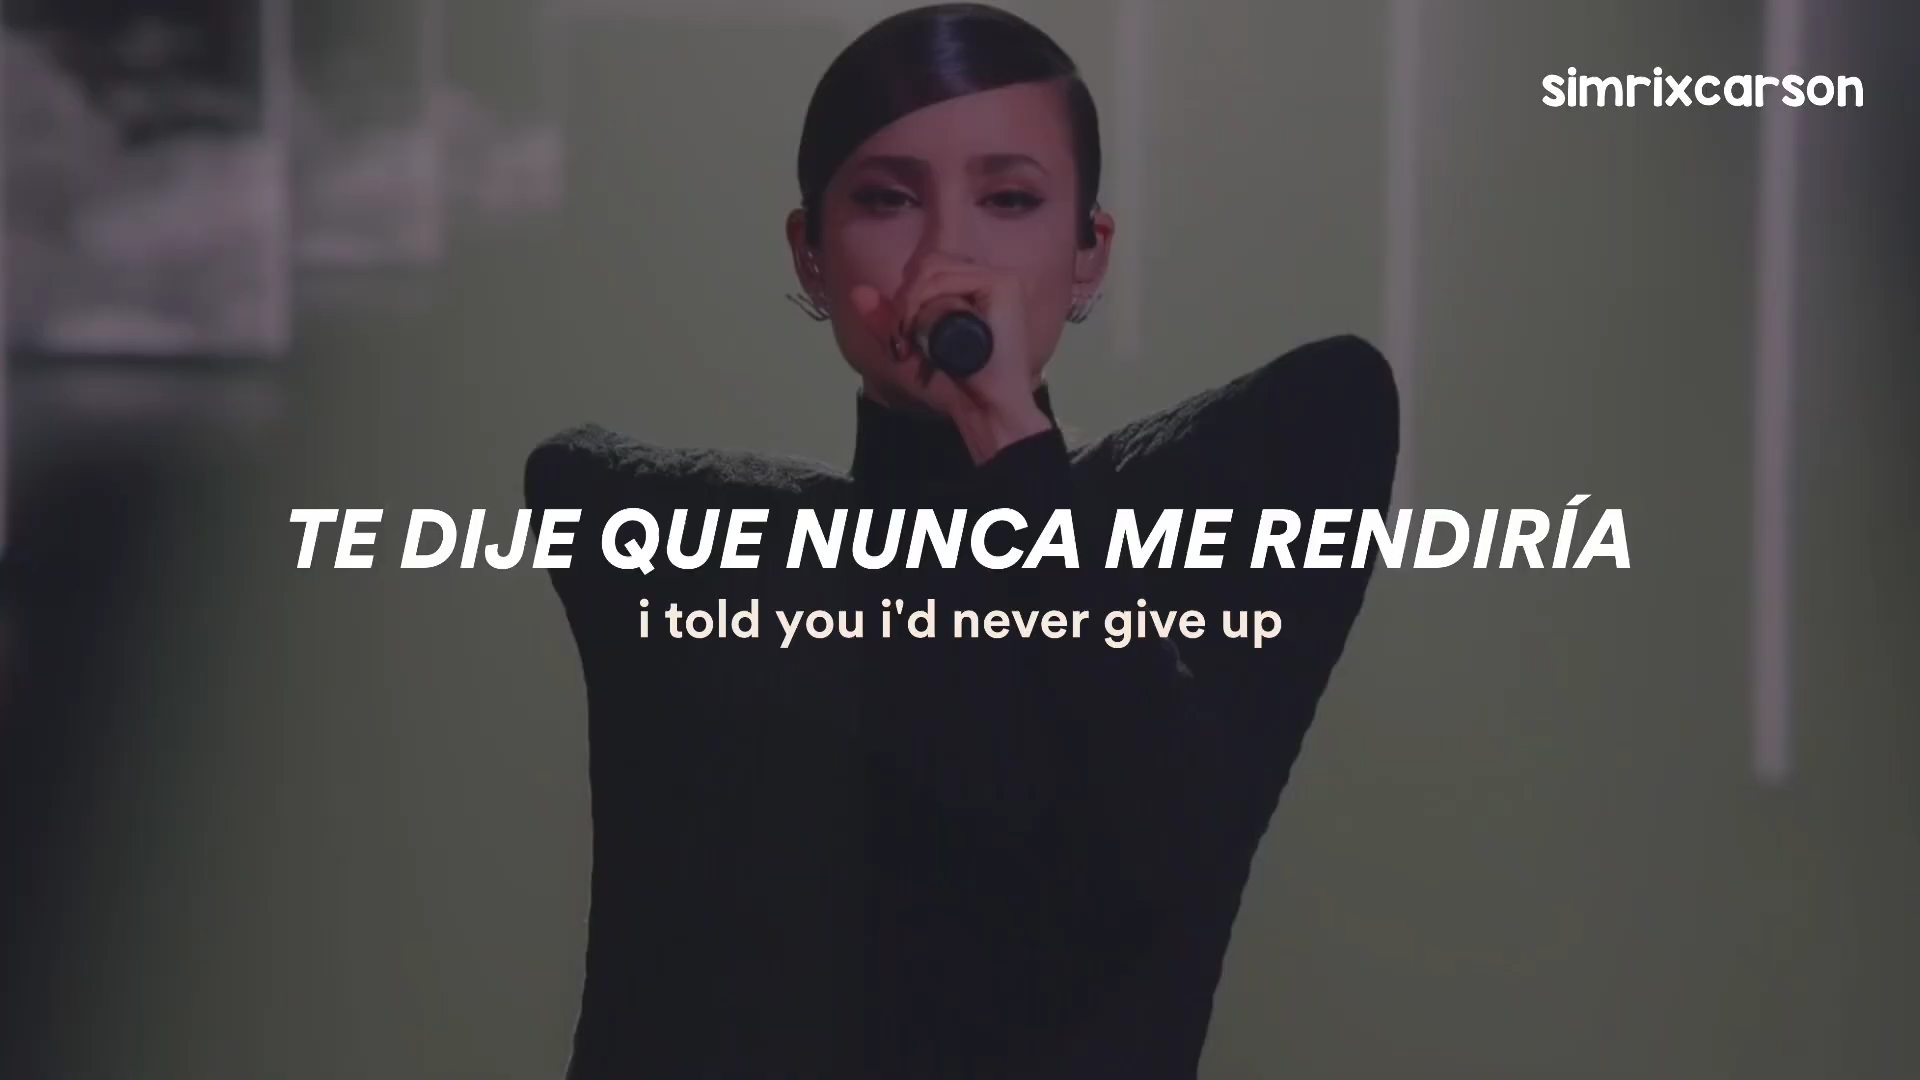 simrixcarson
TE DIJE QUE NUNCA ME RENDIRÍA
i told you i'd never give up